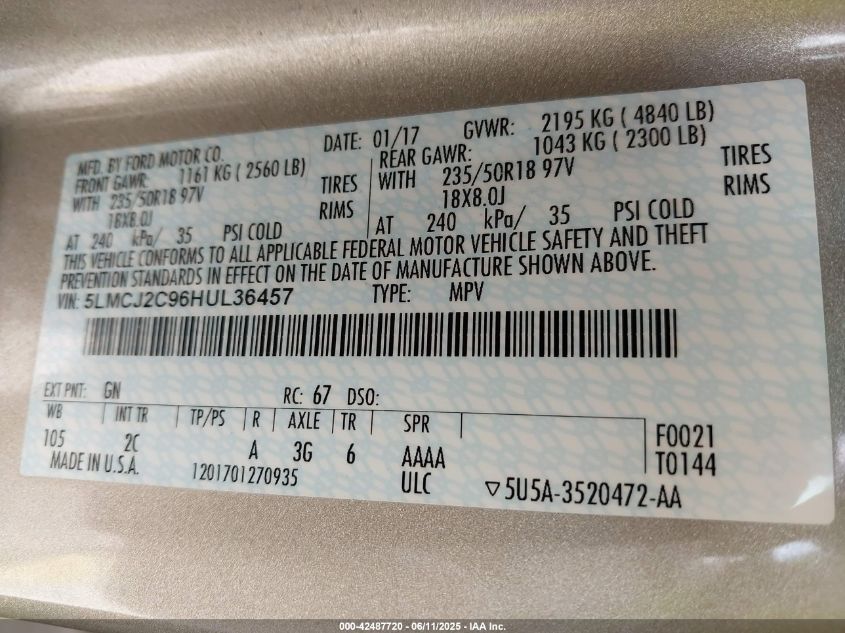 MFD. BY FORD MOTOR CO.
DATE: 01/17 GVWR: 2195 KG ( 4840 LB)
FRONT GAWR: 1161 KG ( 2560 LB)
WITH 235/50R18 97V TIRES
18X8.0J RIMS
AT 240 kPa/ 35 PSI COLD
REAR GAWR: 1043 KG ( 2300 LB)
WITH 235/50R18 97V TIRES
18X8.0J RIMS
AT 240 kPa/ 35 PSI COLD
THIS VEHICLE CONFORMS TO ALL APPLICABLE FEDERAL MOTOR VEHICLE SAFETY AND THEFT
PREVENTION STANDARDS IN EFFECT ON THE DATE OF MANUFACTURE SHOWN ABOVE.
VIN: 5LMCJ2C96HUL36457 TYPE: MPV
EXT PNT: GN RC: 67 DSO:
WB INT TR TP/PS R AXLE TR SPR
105 2C A 3G 6 AAAA
F0021
T0144
MADE IN U.S.A. 1201701270935 ULC ▽5U5A-3520472-AA
000-42487720 - 06/11/2025 - IAA Inc.